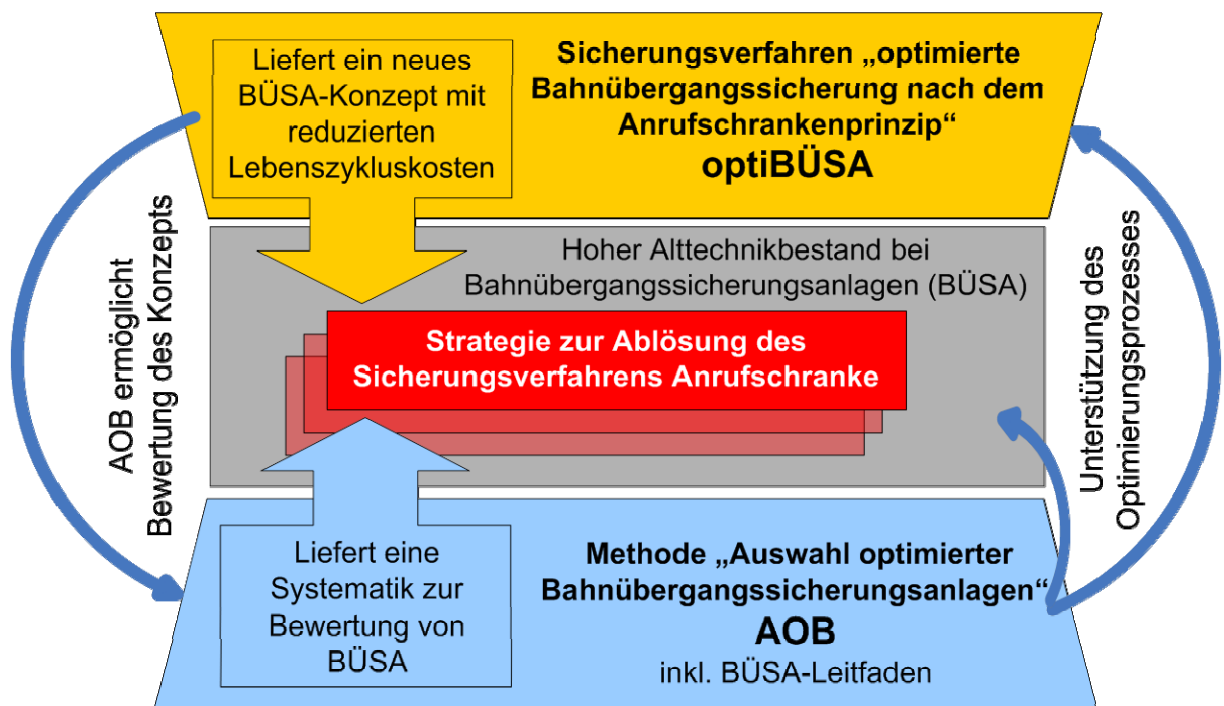 Liefert ein neues
BÜSA-Konzept mit
reduzierten
Lebenszykluskosten
Sicherungsverfahren „optimierte
Bahnübergangssicherung nach dem
Anrufschrankenprinzip“
optiBÜSA
AOB ermöglicht
Bewertung des Konzepts
Hoher Alttechnikbestand bei
Bahnübergangssicherungsanlagen (BÜSA)
Strategie zur Ablösung des
Sicherungsverfahrens Anrufschranke
Unterstützung des
Optimierungsprozesses
Liefert eine
Systematik zur
Bewertung von
BÜSA
Methode „Auswahl optimierter
Bahnübergangssicherungsanlagen“
AOB
inkl. BÜSA-Leitfaden